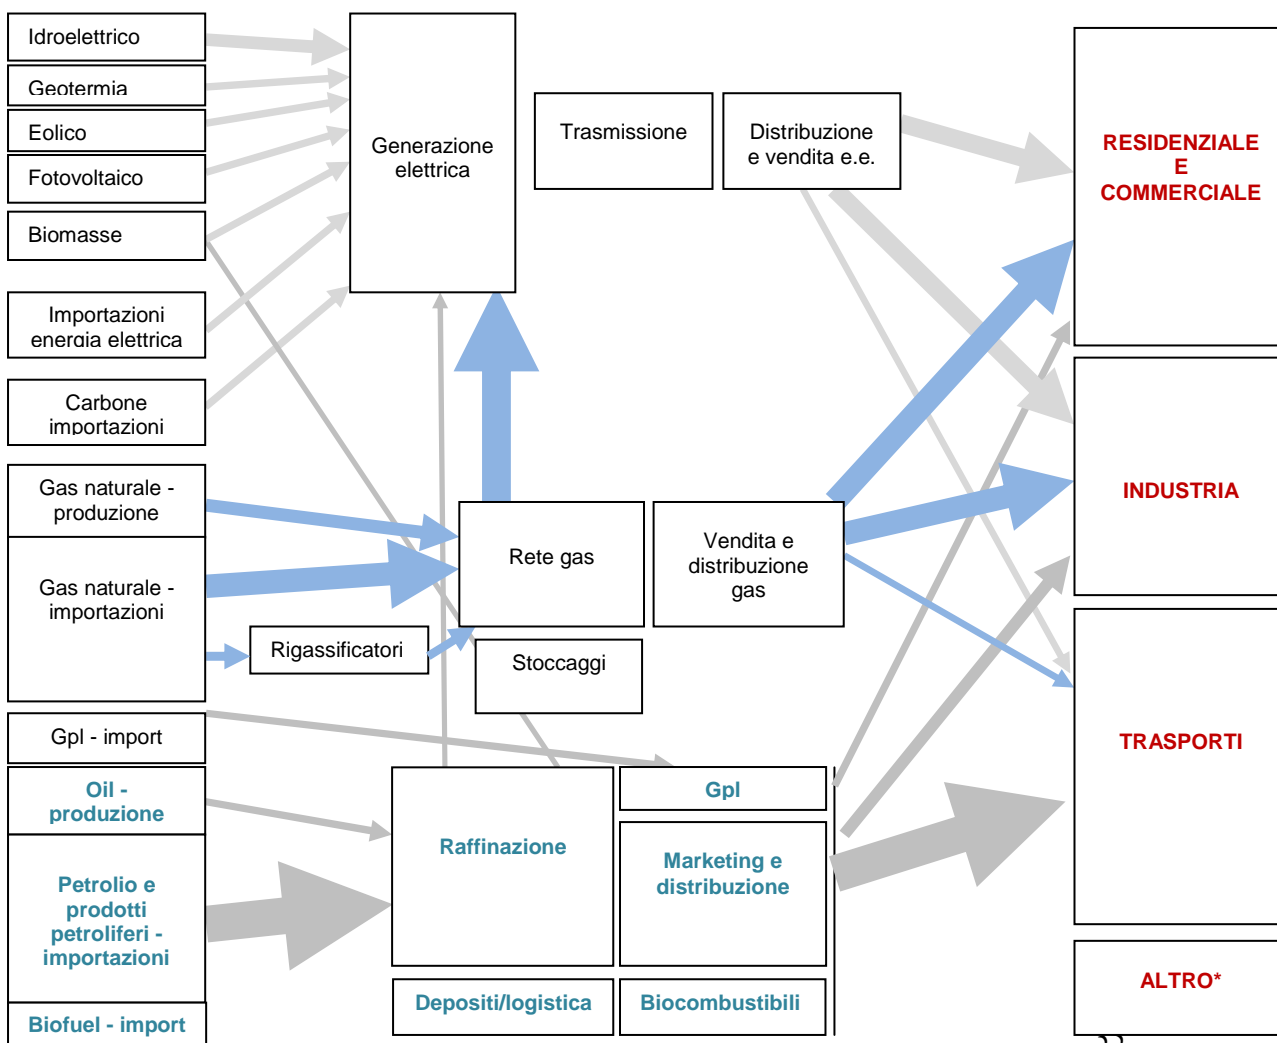 Idroelettrico
Geotermia
Eolico
Fotovoltaico
Biomasse
Importazioni
energia elettrica
Carbone
importazioni
Gas naturale -
produzione
Gas naturale -
importazioni
Rigassificatori
Gpl - import
Oil -
produzione
Petrolio e
prodotti
petroliferi -
importazioni
Biofuel - import
Generazione
elettrica
Trasmissione
Distribuzione
e vendita e.e.
Rete gas
Vendita e
distribuzione
gas
Stoccaggi
Raffinazione
Gpl
Marketing e
distribuzione
Depositi/logistica
Biocombustibili
RESIDENZIALE
E
COMMERCIALE
INDUSTRIA
TRASPORTI
ALTRO*